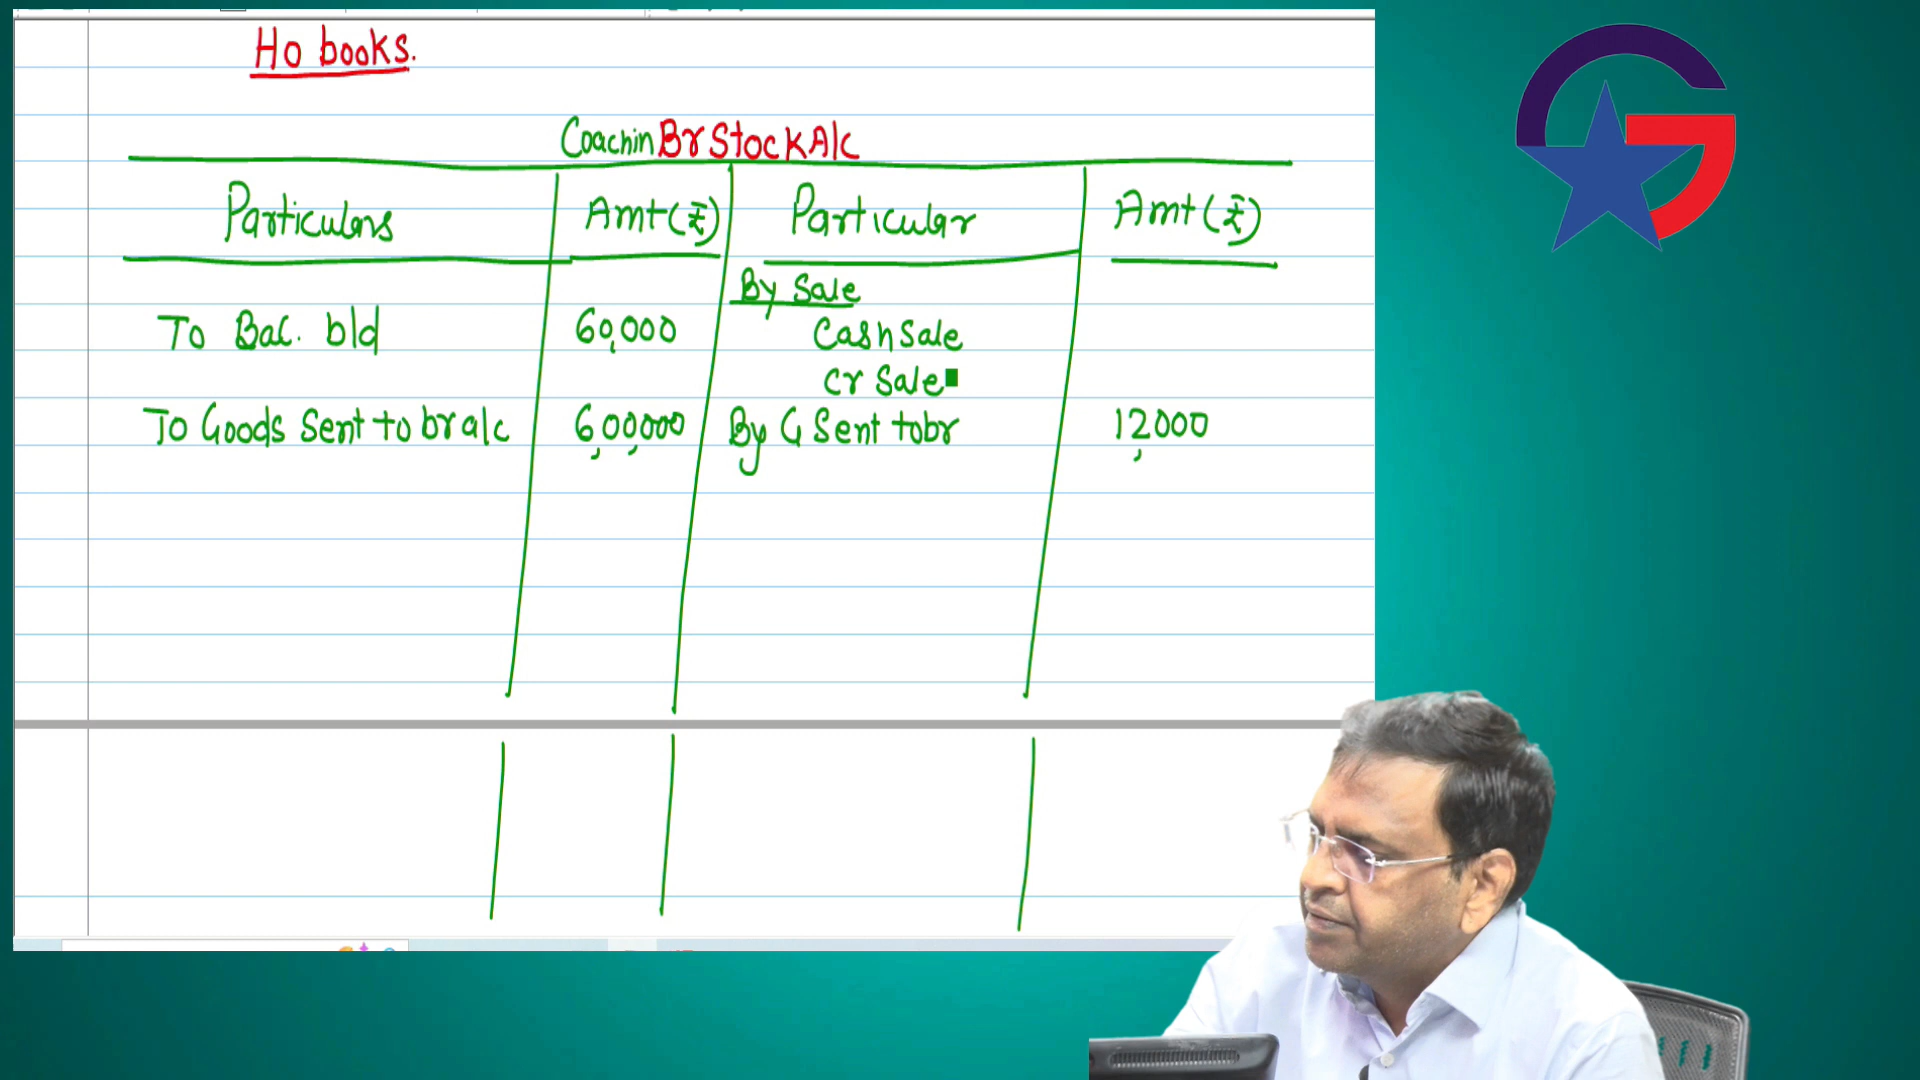 Ho books.
Coachin Br Stock A/c
Particulars Amt(₹) Particular Amt(₹)
By Sale
To Bal. b/d 60,000 Cash Sale
Cr Sale
To Goods Sent to br a/c 6,00,000 By G Sent to br 12,000